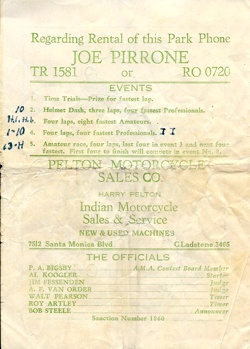 Regarding Rental of this Park Phone
JOE PIRRONE
TR 1581 or RO 0720
EVENTS
1. Time Trials—Prize for fastest lap.
10 2. Helmet Dash, three laps, four fastest Professionals.
3. Four laps, eight fastest Amateurs.
1-10 4. Four laps, four fastest Professionals. I I
5. Amateur race, four laps, last four in event 3 and next four
fastest. First four to finish will compete in event No.
PELTON MOTORCYCLE
SALES CO
HARRY PELTON
Indian Motorcycle
Sales & Service
NEW & USED MACHINES
7512 Santa Monica Blvd GLadstone 2465
THE OFFICIALS
P. A. BIGSBY A.M.A. Contest Board Member
AL KOOGLER Starter
JIM FESSENDEN Judge
A. F. VAN ORDER Judge
WALT PEARSON Timer
ROY ARTLEY Timer
BOB STEELE Announcer
Sanction Number